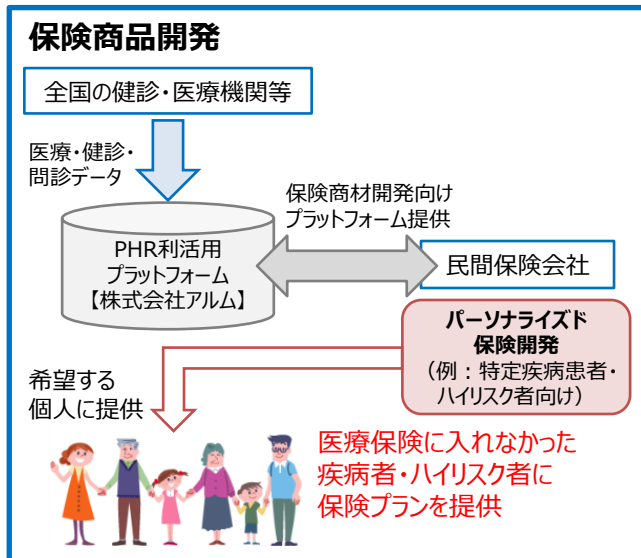 保険商品開発
全国の健診・医療機関等
医療・健診・
問診データ
保険商材開発向け
プラットフォーム提供
PHR利活用
プラットフォーム
【株式会社アルム】
民間保険会社
パーソナライズド
保険開発
（例：特定疾病患者・
ハイリスク者向け）
希望する
個人に提供
医療保険に入れなかった
疾病者・ハイリスク者に
保険プランを提供